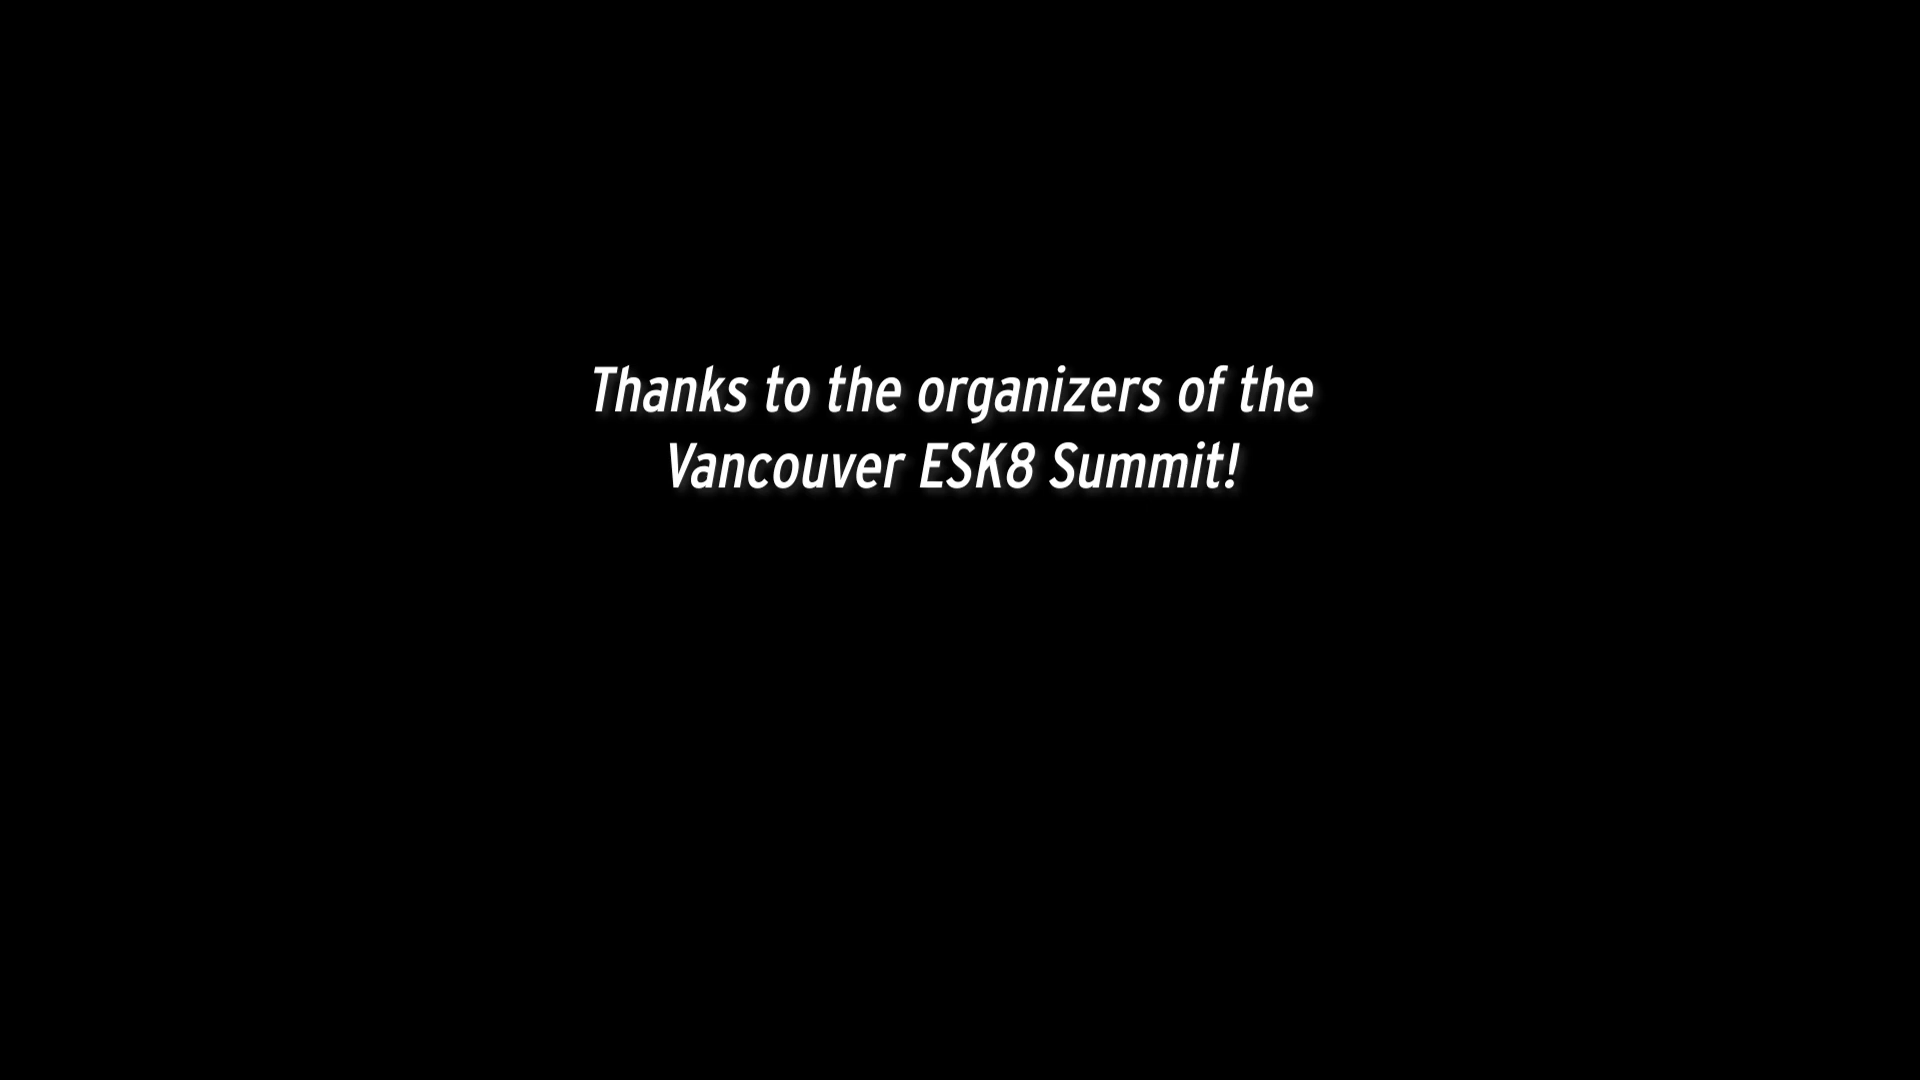 Thanks to the organizers of the
Vancouver ESK8 Summit!